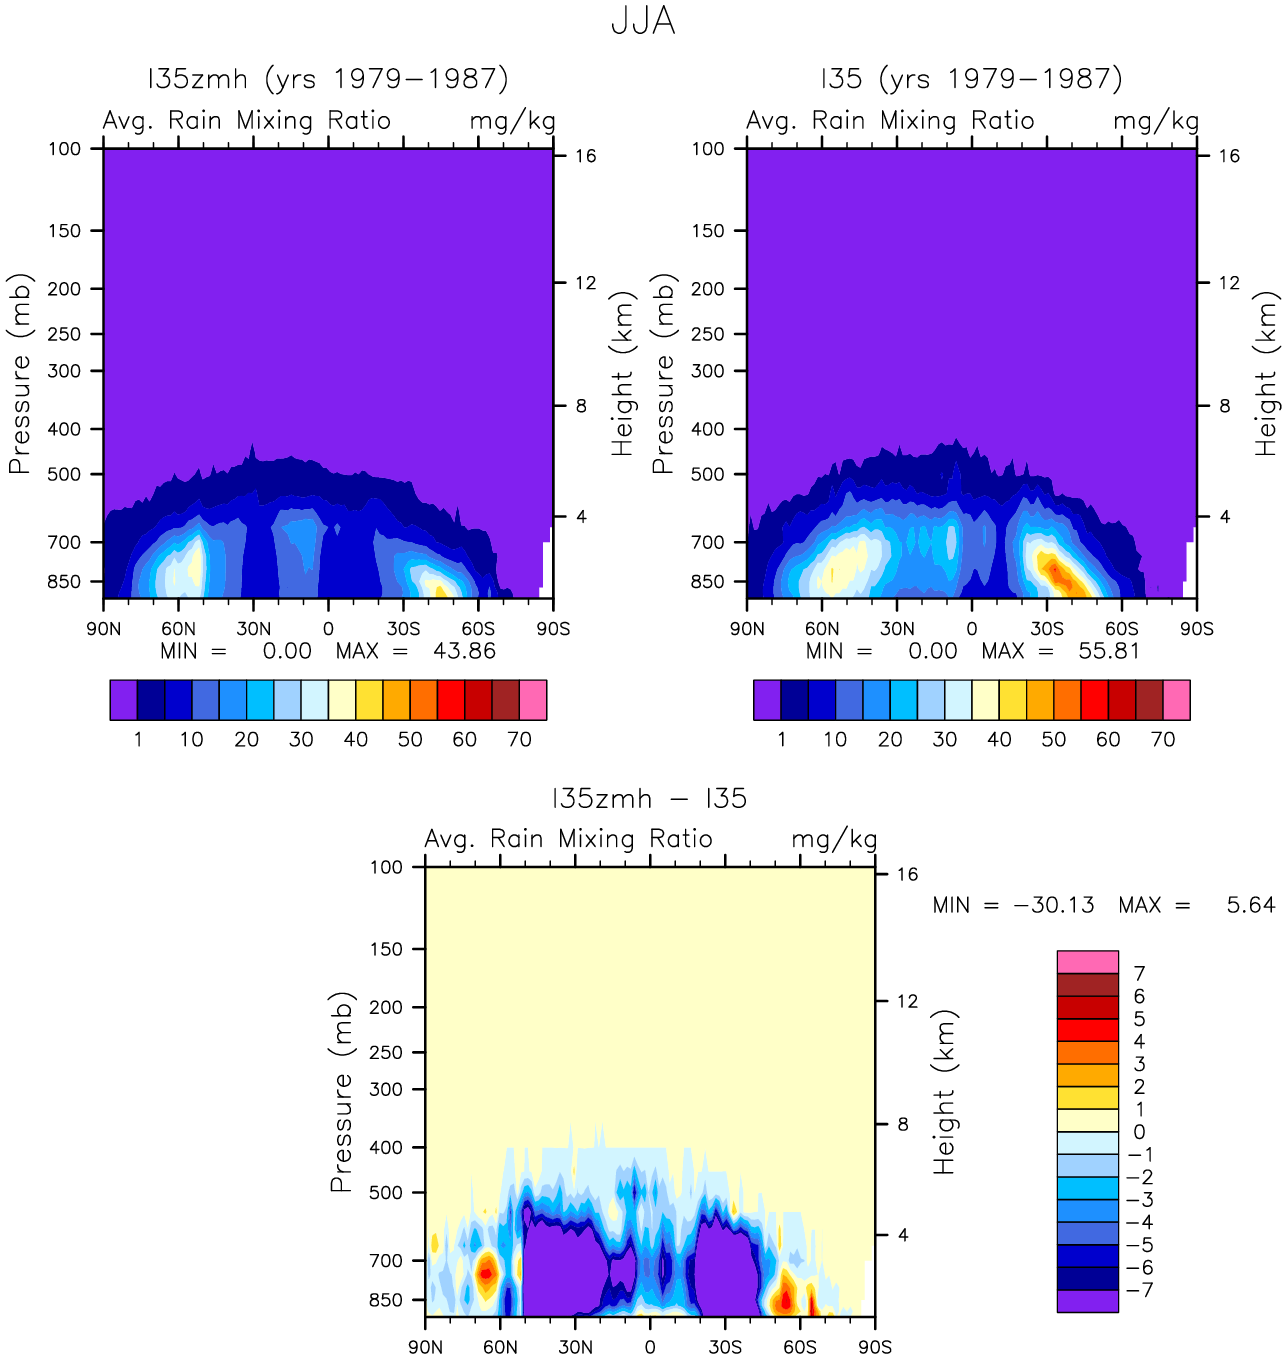 JJA
I35zmh (yrs 1979-1987)
Avg. Rain Mixing Ratio mg/kg
100
150
200
250
300
400
500
700
850
Pressure (mb)
16
12
8
4
Height (km)
90N 60N 30N 0 30S 60S 90S
MIN = 0.00 MAX = 43.86
1 10 20 30 40 50 60 70
I35 (yrs 1979-1987)
Avg. Rain Mixing Ratio mg/kg
100
150
200
250
300
400
500
700
850
Pressure (mb)
16
12
8
4
Height (km)
90N 60N 30N 0 30S 60S 90S
MIN = 0.00 MAX = 55.81
1 10 20 30 40 50 60 70
I35zmh - I35
Avg. Rain Mixing Ratio mg/kg
100
150
200
250
300
400
500
700
850
Pressure (mb)
16
12
8
4
Height (km)
90N 60N 30N 0 30S 60S 90S
MIN = -30.13 MAX = 5.64
7
6
5
4
3
2
1
0
-1
-2
-3
-4
-5
-6
-7